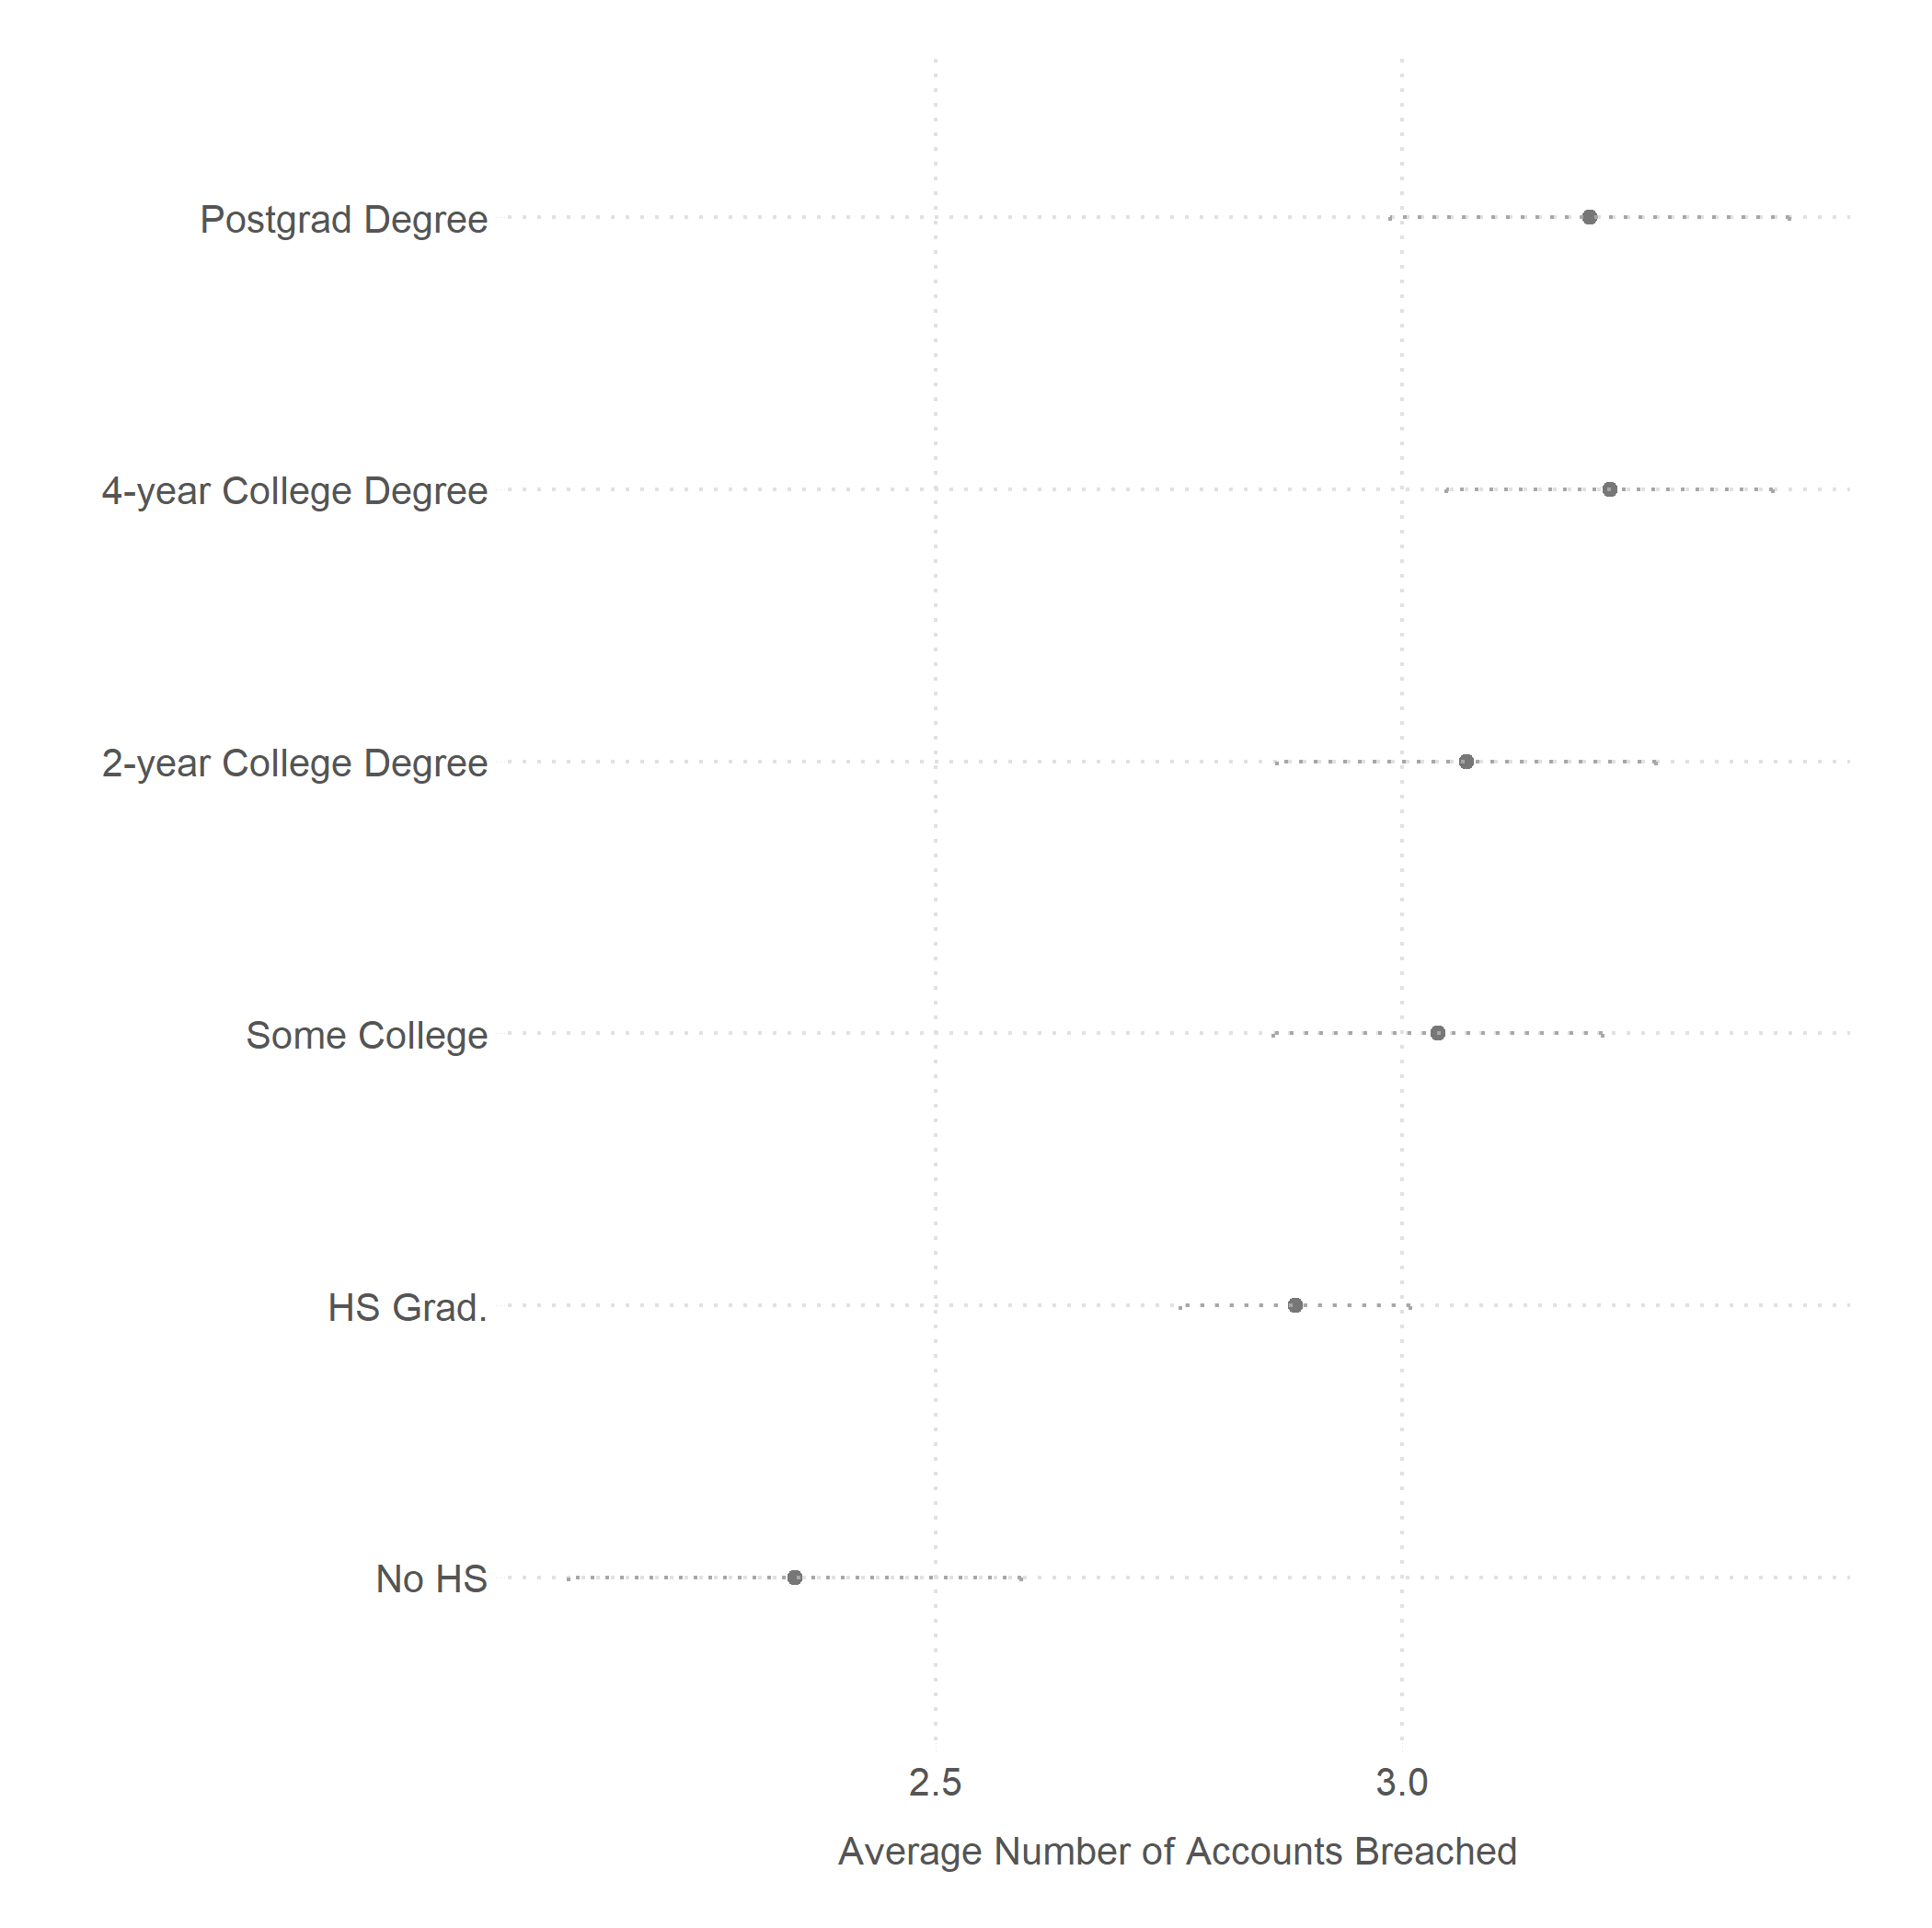 Postgrad Degree
4-year College Degree
2-year College Degree
Some College
HS Grad.
No HS
2.5 3.0
Average Number of Accounts Breached